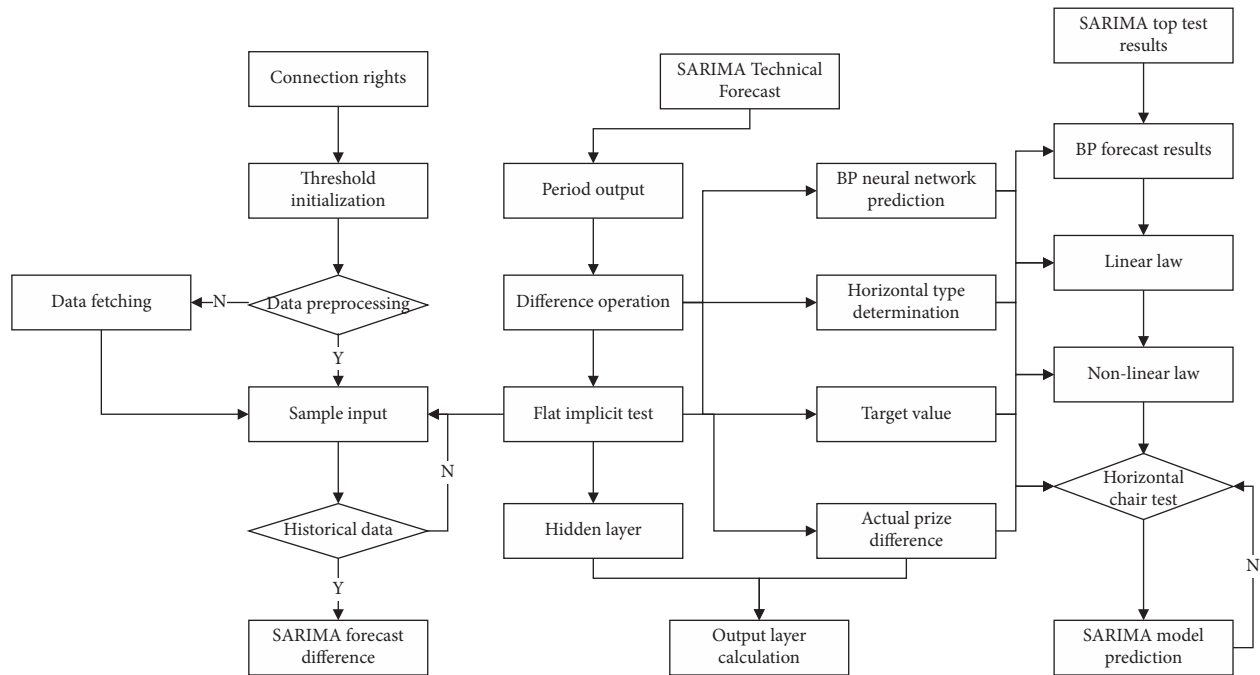 Connection rights
Threshold
initialization
Data preprocessing
N
Data fetching
Y
Sample input
N
Historical data
Y
SARIMA forecast
difference
SARIMA Technical
Forecast
Period output
Difference operation
Flat implicit test
Hidden layer
BP neural network
prediction
Horizontal type
determination
Target value
Actual prize
difference
Output layer
calculation
SARIMA top test
results
BP forecast results
Linear law
Non-linear law
Horizontal
chair test
N
SARIMA model
prediction